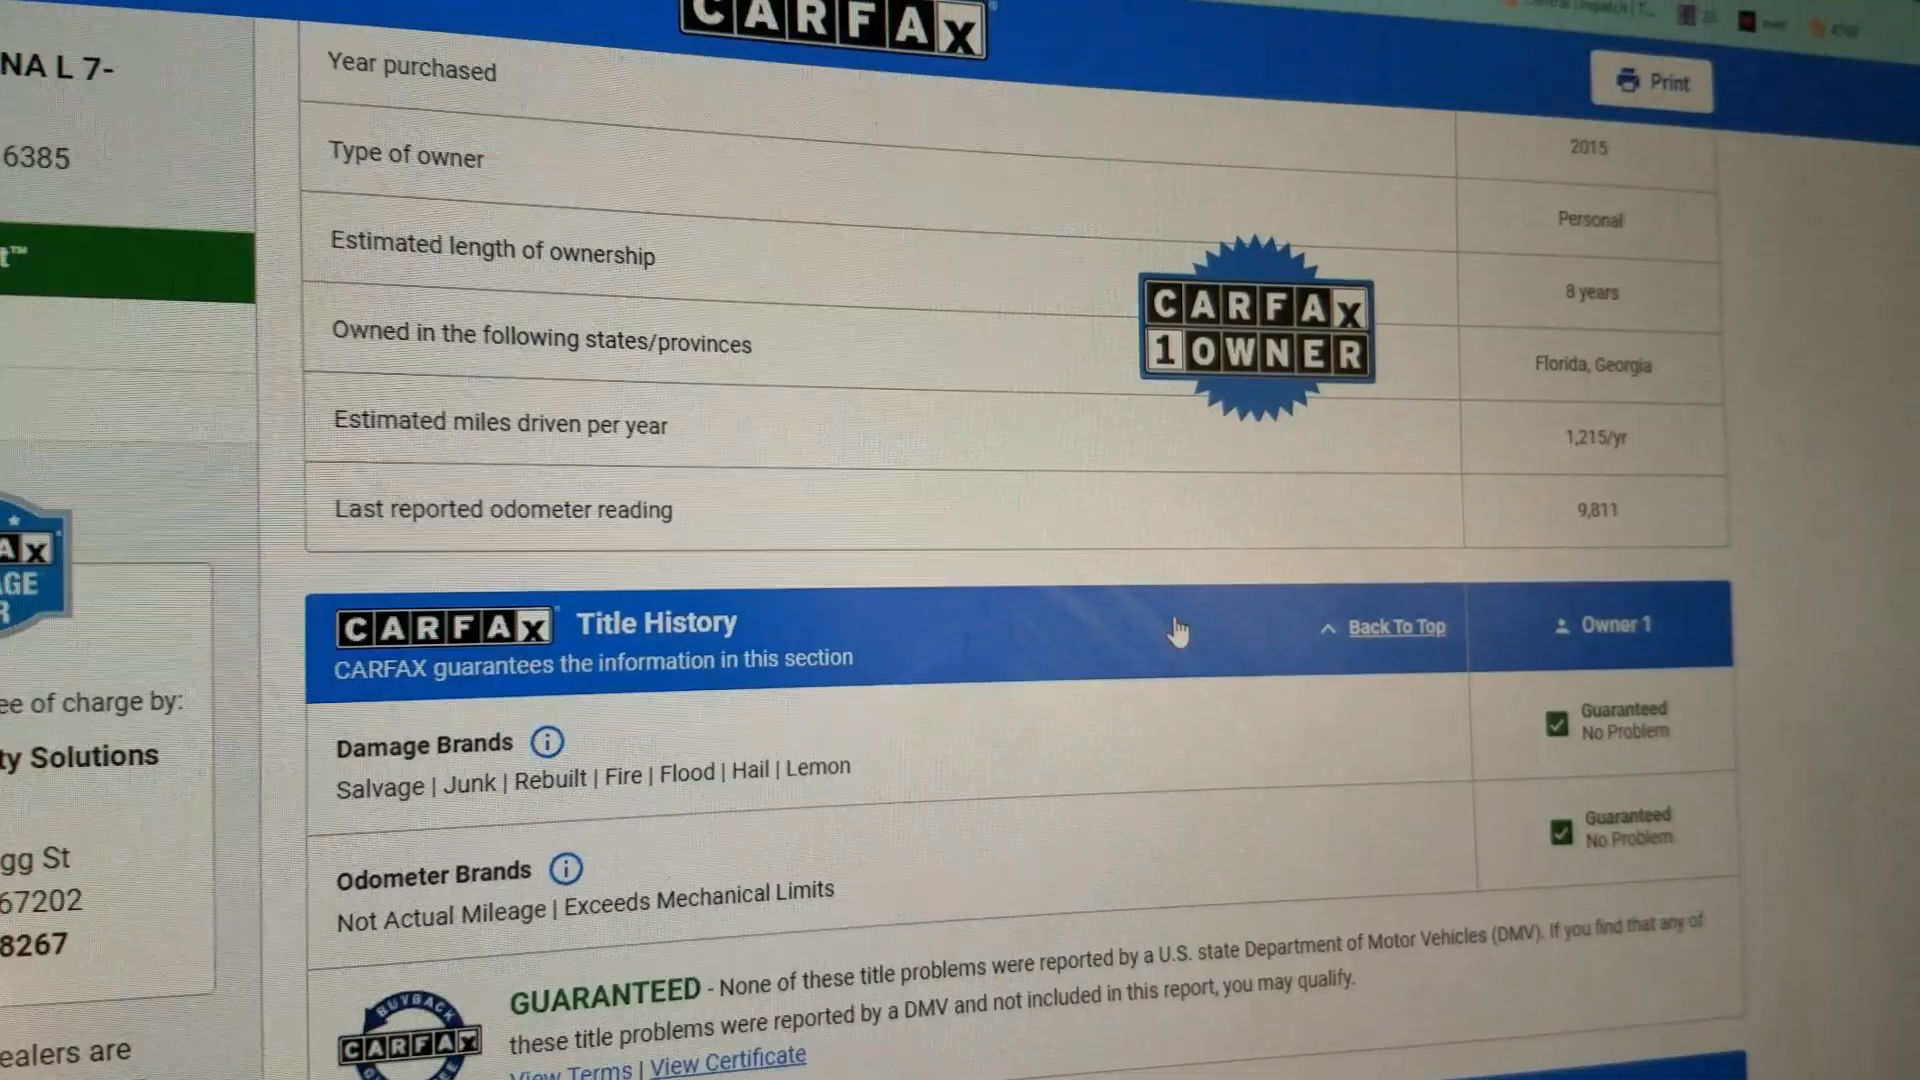 CARFAX
Print
NA L 7-
6385
t™
AX
GE
R
ee of charge by:
ty Solutions
gg St
67202
8267
ealers are
Year purchased
2015
Type of owner
Personal
Estimated length of ownership
8 years
Owned in the following states/provinces
Florida, Georgia
Estimated miles driven per year
1,215/yr
Last reported odometer reading
9,811
CARFAX
1 OWNER
CARFAX Title History
Back To Top
Owner 1
CARFAX guarantees the information in this section
Damage Brands
Salvage | Junk | Rebuilt | Fire | Flood | Hail | Lemon
Guaranteed
No Problem
Odometer Brands
Not Actual Mileage | Exceeds Mechanical Limits
Guaranteed
No Problem
BUYBACK
CARFAX
GUARANTEED - None of these title problems were reported by a U.S. state Department of Motor Vehicles (DMV). If you find that any of
these title problems were reported by a DMV and not included in this report, you may qualify.
View Terms | View Certificate